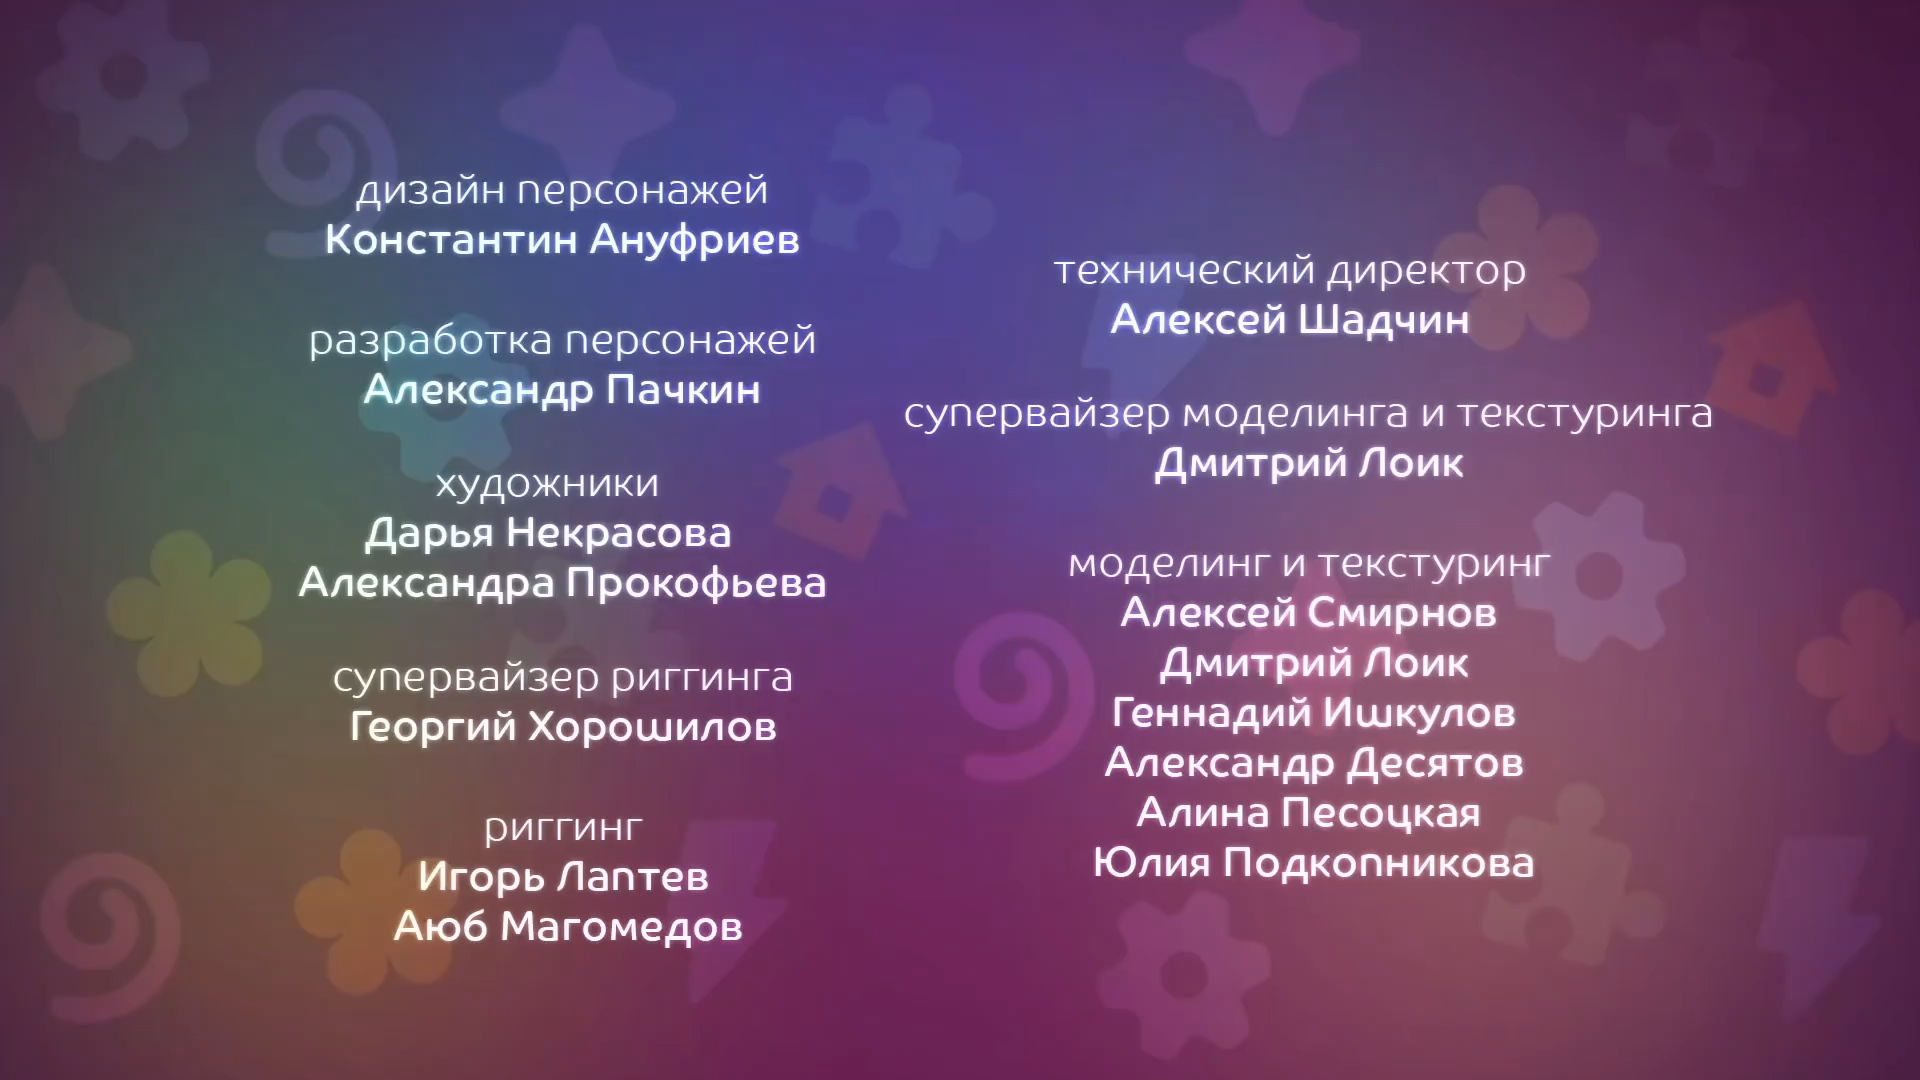 дизайн персонажей
Константин Ануфриев
разработка персонажей
Александр Пачкин
художники
Дарья Некрасова
Александра Прокофьева
супервайзер риггинга
Георгий Хорошилов
риггинг
Игорь Лаптев
Аюб Магомедов
технический директор
Алексей Шадчин
супервайзер моделинга и текстуринга
Дмитрий Лоик
моделинг и текстуринг
Алексей Смирнов
Дмитрий Лоик
Геннадий Ишкулов
Александр Десятов
Алина Песоцкая
Юлия Подкопникова